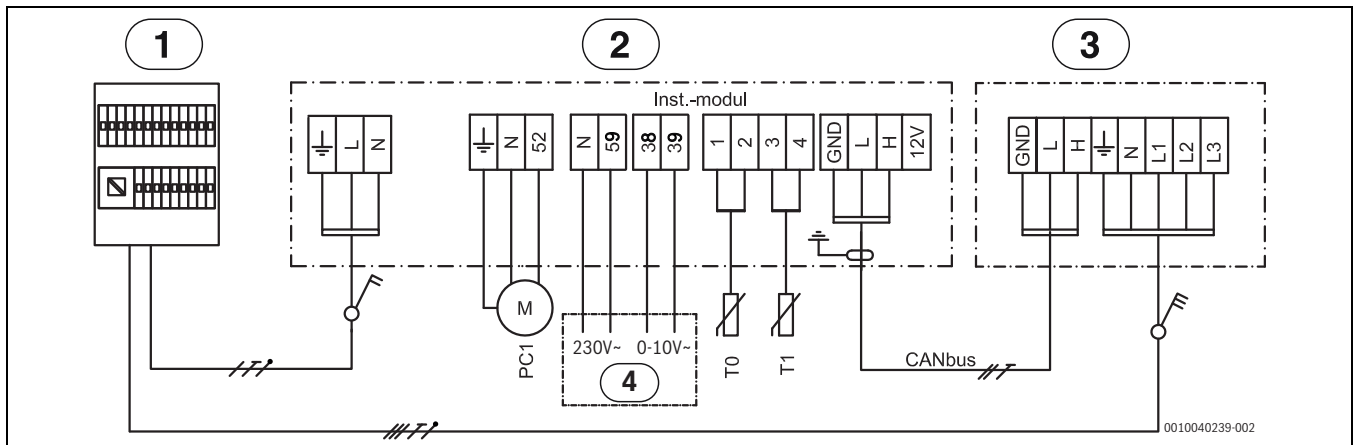 1
2
3
Inst.-modul
L N
N 52
N 59
38 39
1 2 3 4
GND L H 12V
GND L H
N L1 L2 L3
M
PC1
230V~ 0-10V~
4
T0
T1
CANbus
0010040239-002